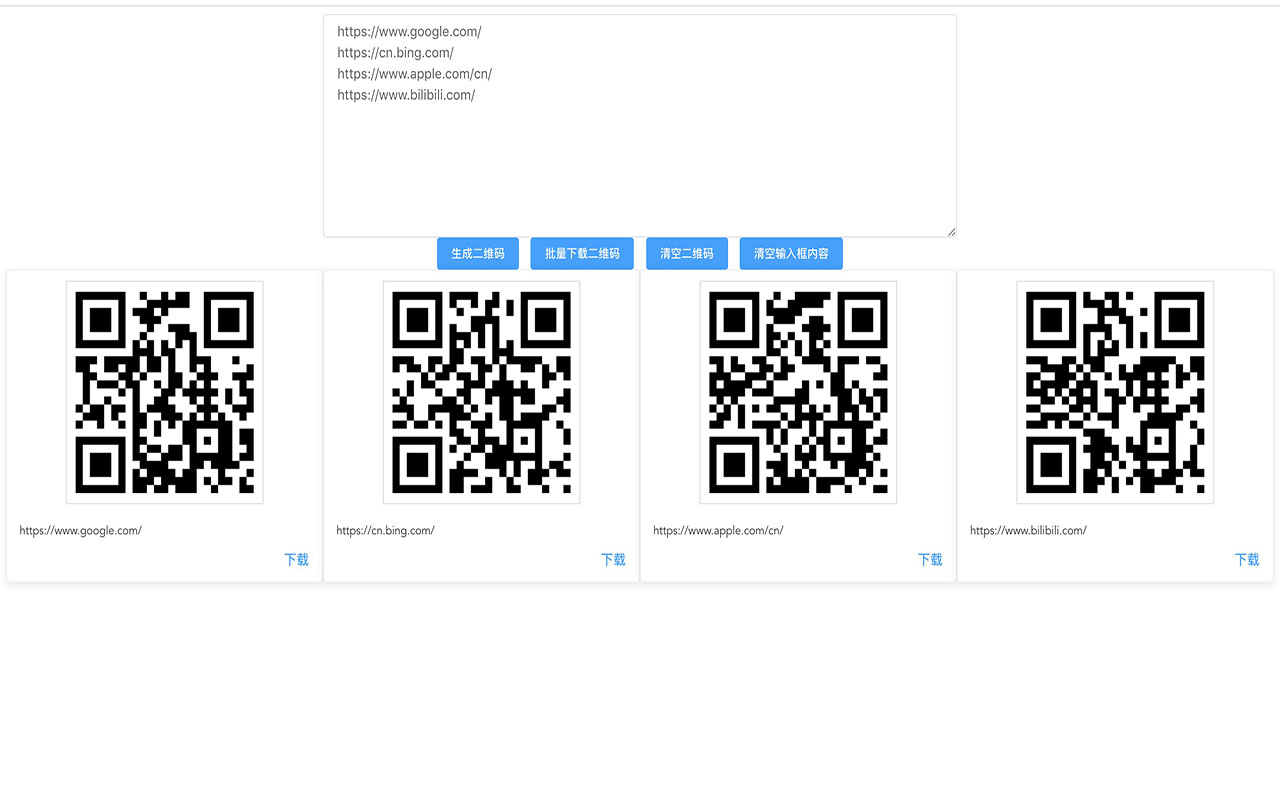 https://www.google.com/
https://cn.bing.com/
https://www.apple.com/cn/
https://www.bilibili.com/
生成二维码 批量下载二维码 清空二维码 清空输入框内容
https://www.google.com/ https://cn.bing.com/ https://www.apple.com/cn/ https://www.bilibili.com/
下载 下载 下载 下载